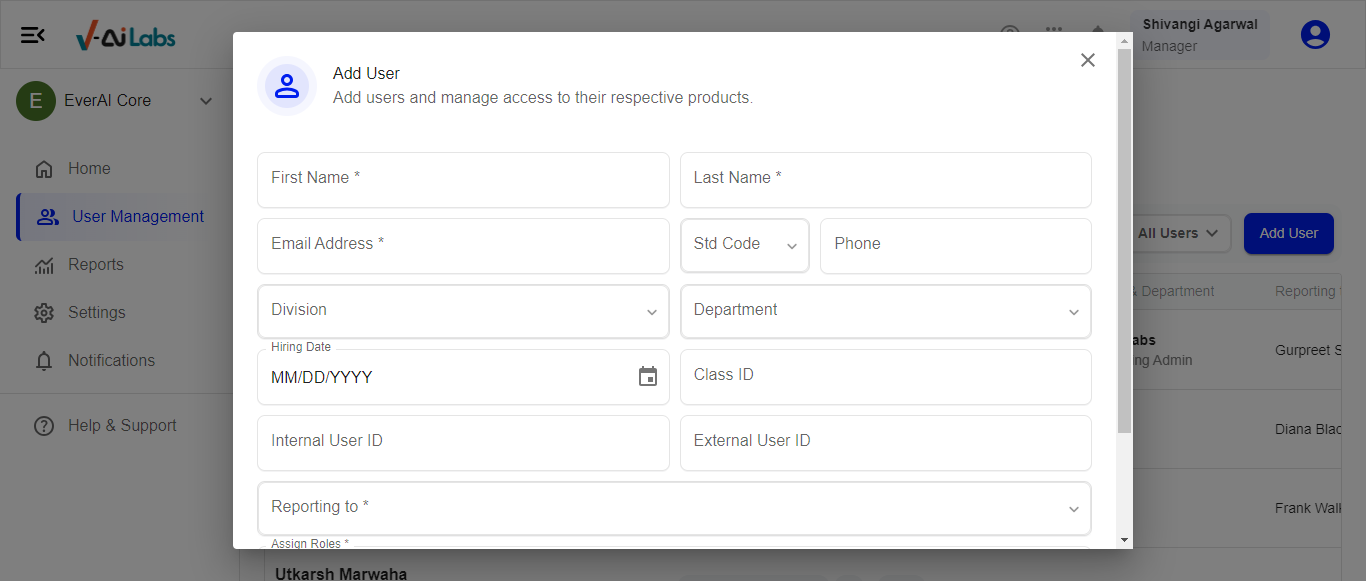 V-Ai Labs
Shivangi Agarwal
Manager
E
EverAI Core
Home
User Management
Reports
Settings
Notifications
Help & Support
Add User
Add users and manage access to their respective products.
First Name *
Last Name *
Email Address *
Std Code
Phone
Division
Department
Hiring Date
MM/DD/YYYY
Class ID
Internal User ID
External User ID
Reporting to *
Assign Roles *
All Users
Add User
& Department
Reporting
abs
Gurpreet S
ng Admin
Diana Blac
Frank Walk
Utkarsh Marwaha